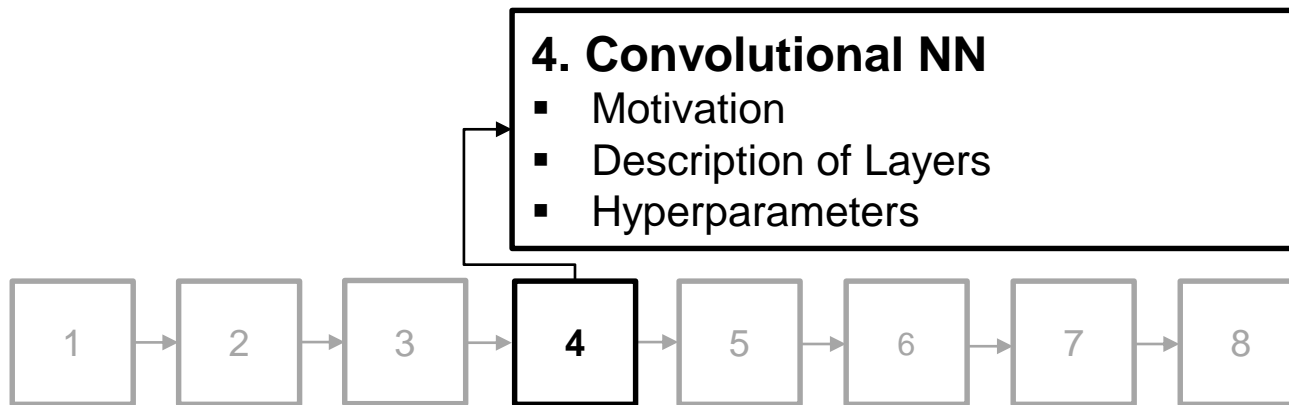 4. Convolutional NN
▪ Motivation
▪ Description of Layers
▪ Hyperparameters
1
2
3
4
5
6
7
8